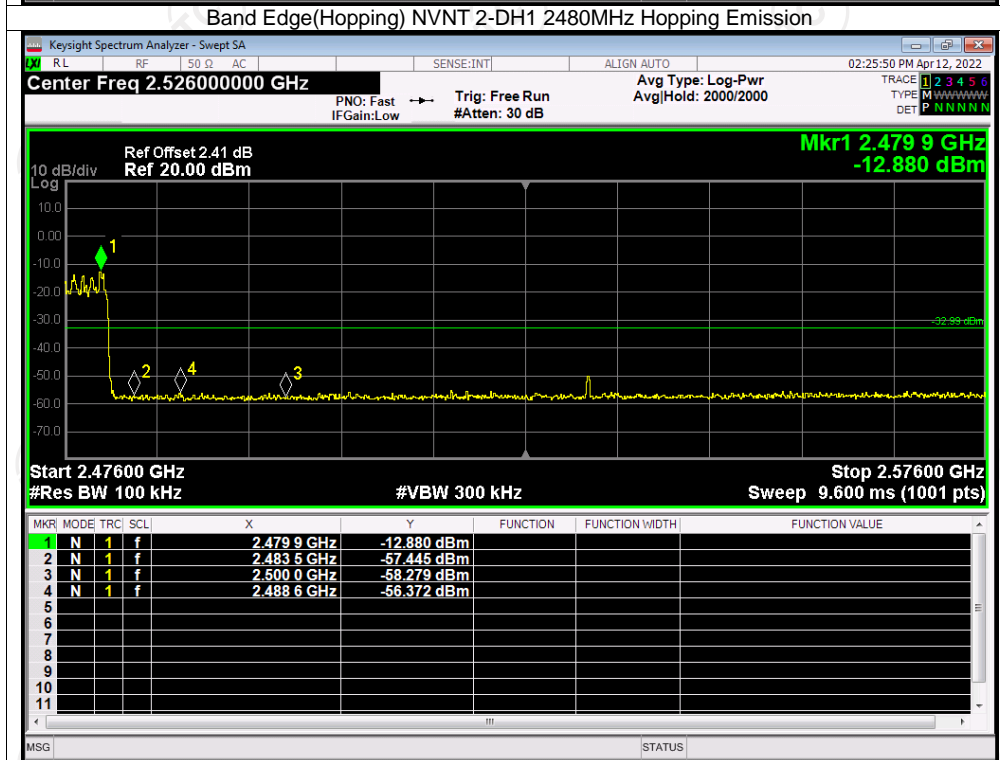 Band Edge(Hopping) NVNT 2-DH1 2480MHz Hopping Emission
Keysight Spectrum Analyzer - Swept SA
LXI RL RF 50 Ω AC SENSE:INT ALIGN AUTO 02:25:50 PM Apr 12, 2022
Center Freq 2.526000000 GHz
PNO: Fast
IFGain:Low
Trig: Free Run
#Atten: 30 dB
Avg Type: Log-Pwr
Avg|Hold: 2000/2000
TRACE 1 2 3 4 5 6
TYPE M WWWWW
DET P N N N N N
Mkr1 2.479 9 GHz
-12.880 dBm
Ref Offset 2.41 dB
10 dB/div Ref 20.00 dBm
Log
10.0
0.00
-10.0
-20.0
-30.0
-40.0
-50.0
-60.0
-70.0
1
2
4
3
-32.99 dBm
Start 2.47600 GHz Stop 2.57600 GHz
#Res BW 100 kHz #VBW 300 kHz Sweep 9.600 ms (1001 pts)
MKR MODE TRC SCL X Y FUNCTION FUNCTION WIDTH FUNCTION VALUE
1 N 1 f 2.479 9 GHz -12.880 dBm
2 N 1 f 2.483 5 GHz -57.445 dBm
3 N 1 f 2.500 0 GHz -58.279 dBm
4 N 1 f 2.488 6 GHz -56.372 dBm
5
6
7
8
9
10
11
MSG STATUS